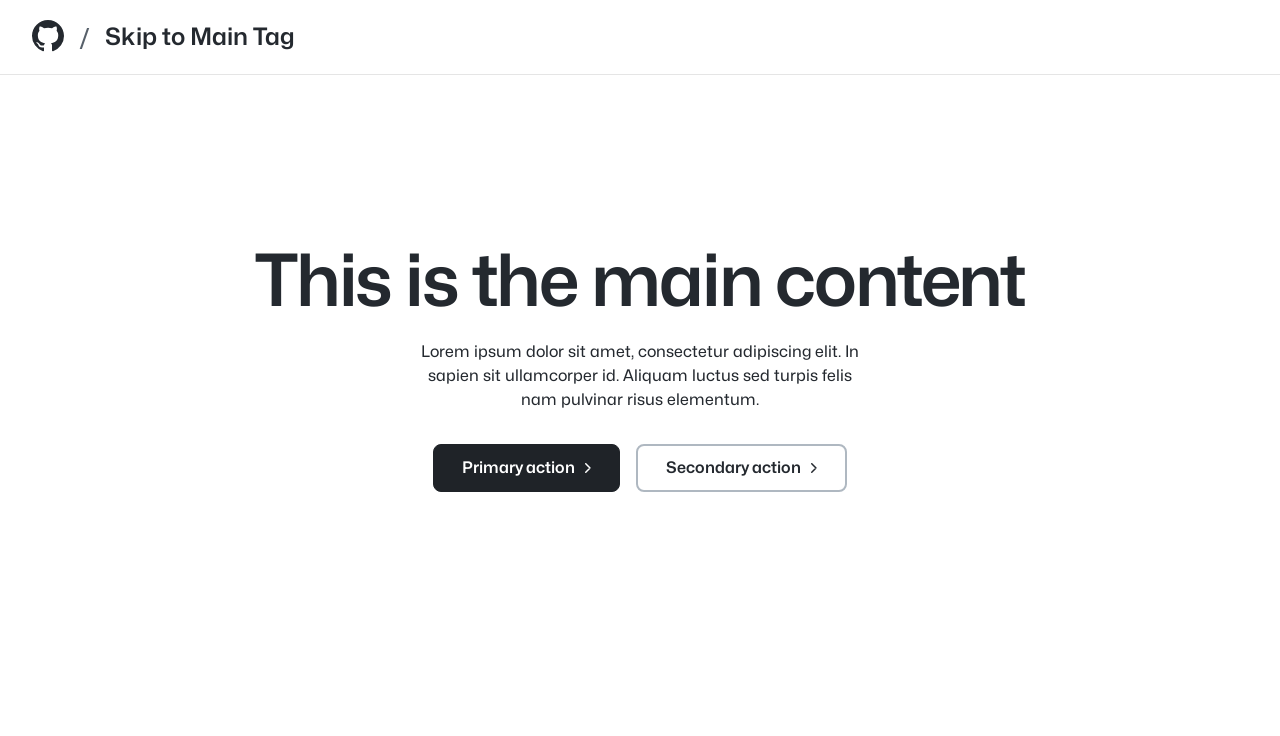 / Skip to Main Tag
This is the main content
Lorem ipsum dolor sit amet, consectetur adipiscing elit. In
sapien sit ullamcorper id. Aliquam luctus sed turpis felis
nam pulvinar risus elementum.
Primary action
Secondary action